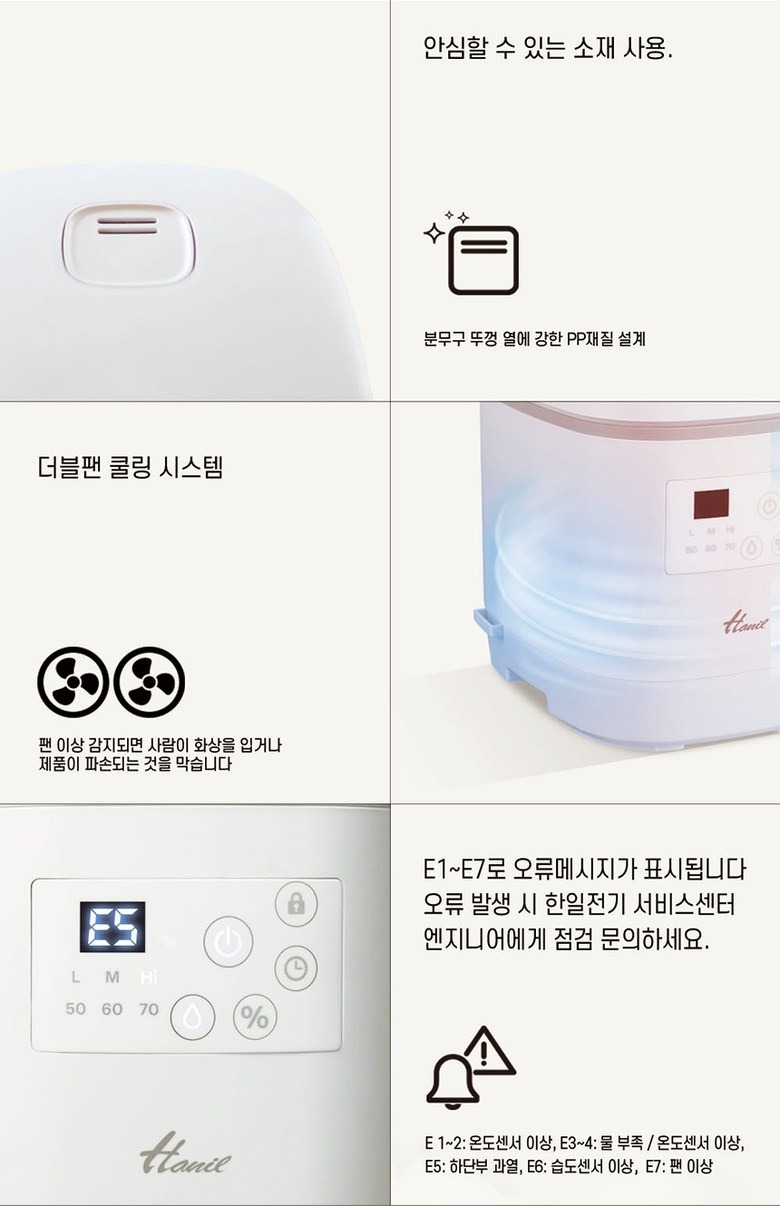 안심할 수 있는 소재 사용.
분무구 뚜껑 열에 강한 PP재질 설계
더블팬 쿨링 시스템
팬 이상 감지되면 사람이 화상을 입거나
제품이 파손되는 것을 막습니다
L M Hi
50 60 70
Hanil
E5
%
L M Hi
50 60 70 %
Hanil
E1~E7로 오류메시지가 표시됩니다
오류 발생 시 한일전기 서비스센터
엔지니어에게 점검 문의하세요.
E 1~2: 온도센서 이상, E3~4: 물 부족 / 온도센서 이상,
E5: 하단부 과열, E6: 습도센서 이상, E7: 팬 이상